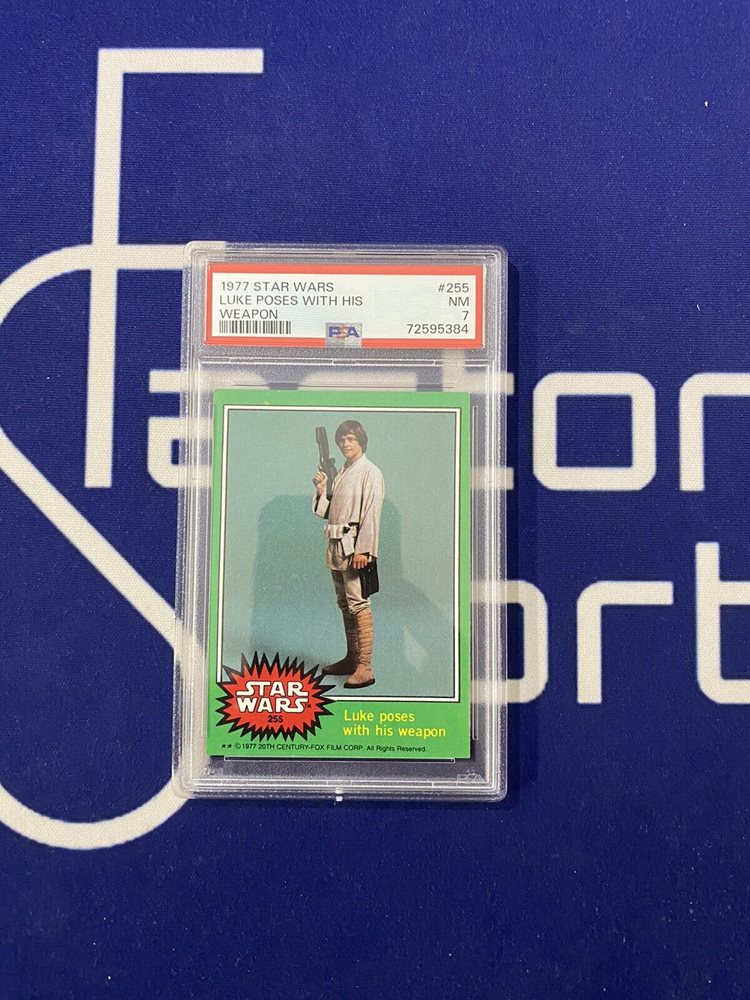 1977 STAR WARS #255
LUKE POSES WITH HIS NM
WEAPON 7
PSA 72595384
STAR
WARS
255
Luke poses
with his weapon
★★ © 1977 20TH CENTURY-FOX FILM CORP. All Rights Reserved.